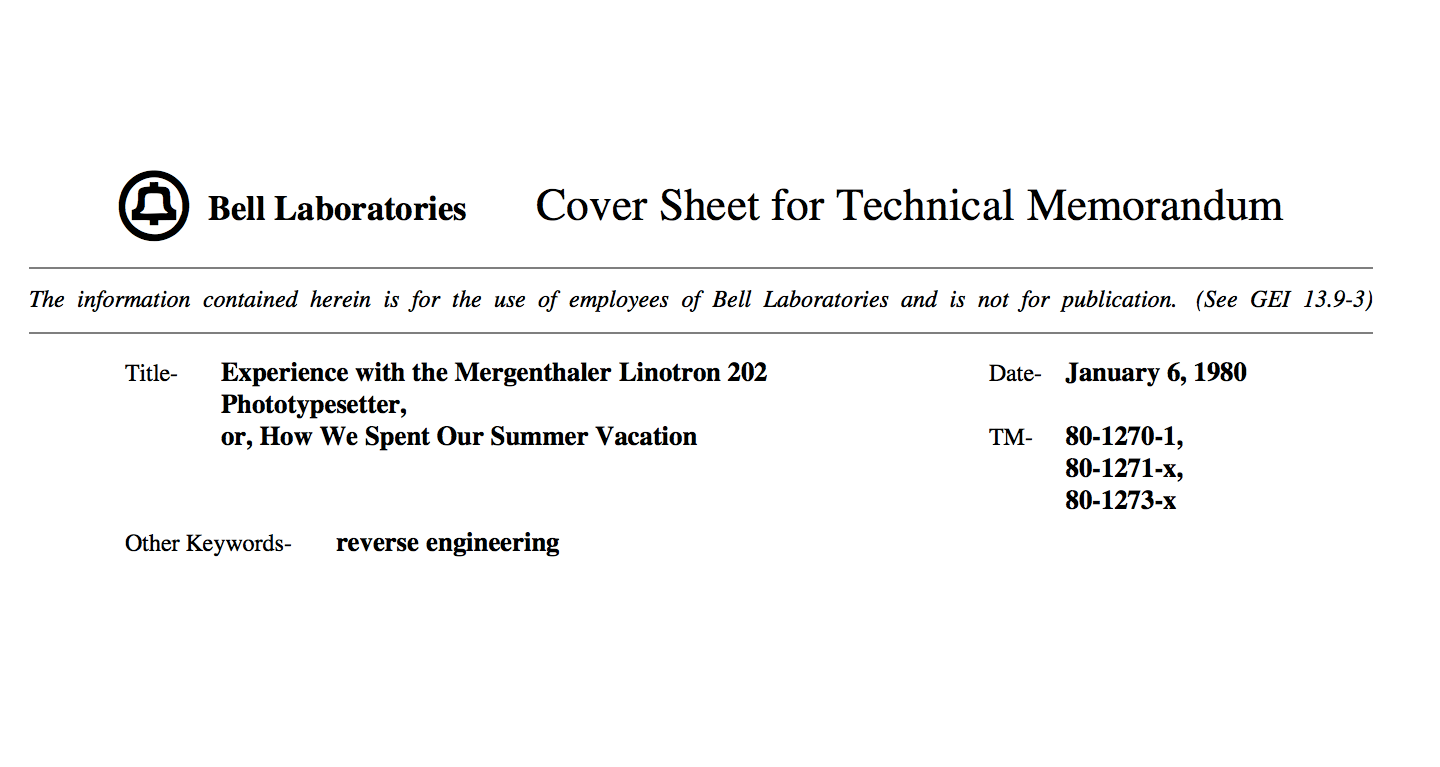 Bell Laboratories Cover Sheet for Technical Memorandum
The information contained herein is for the use of employees of Bell Laboratories and is not for publication. (See GEI 13.9-3)
Title- Experience with the Mergenthaler Linotron 202 Date- January 6, 1980
Phototypesetter,
or, How We Spent Our Summer Vacation TM- 80-1270-1,
80-1271-x,
80-1273-x
Other Keywords- reverse engineering